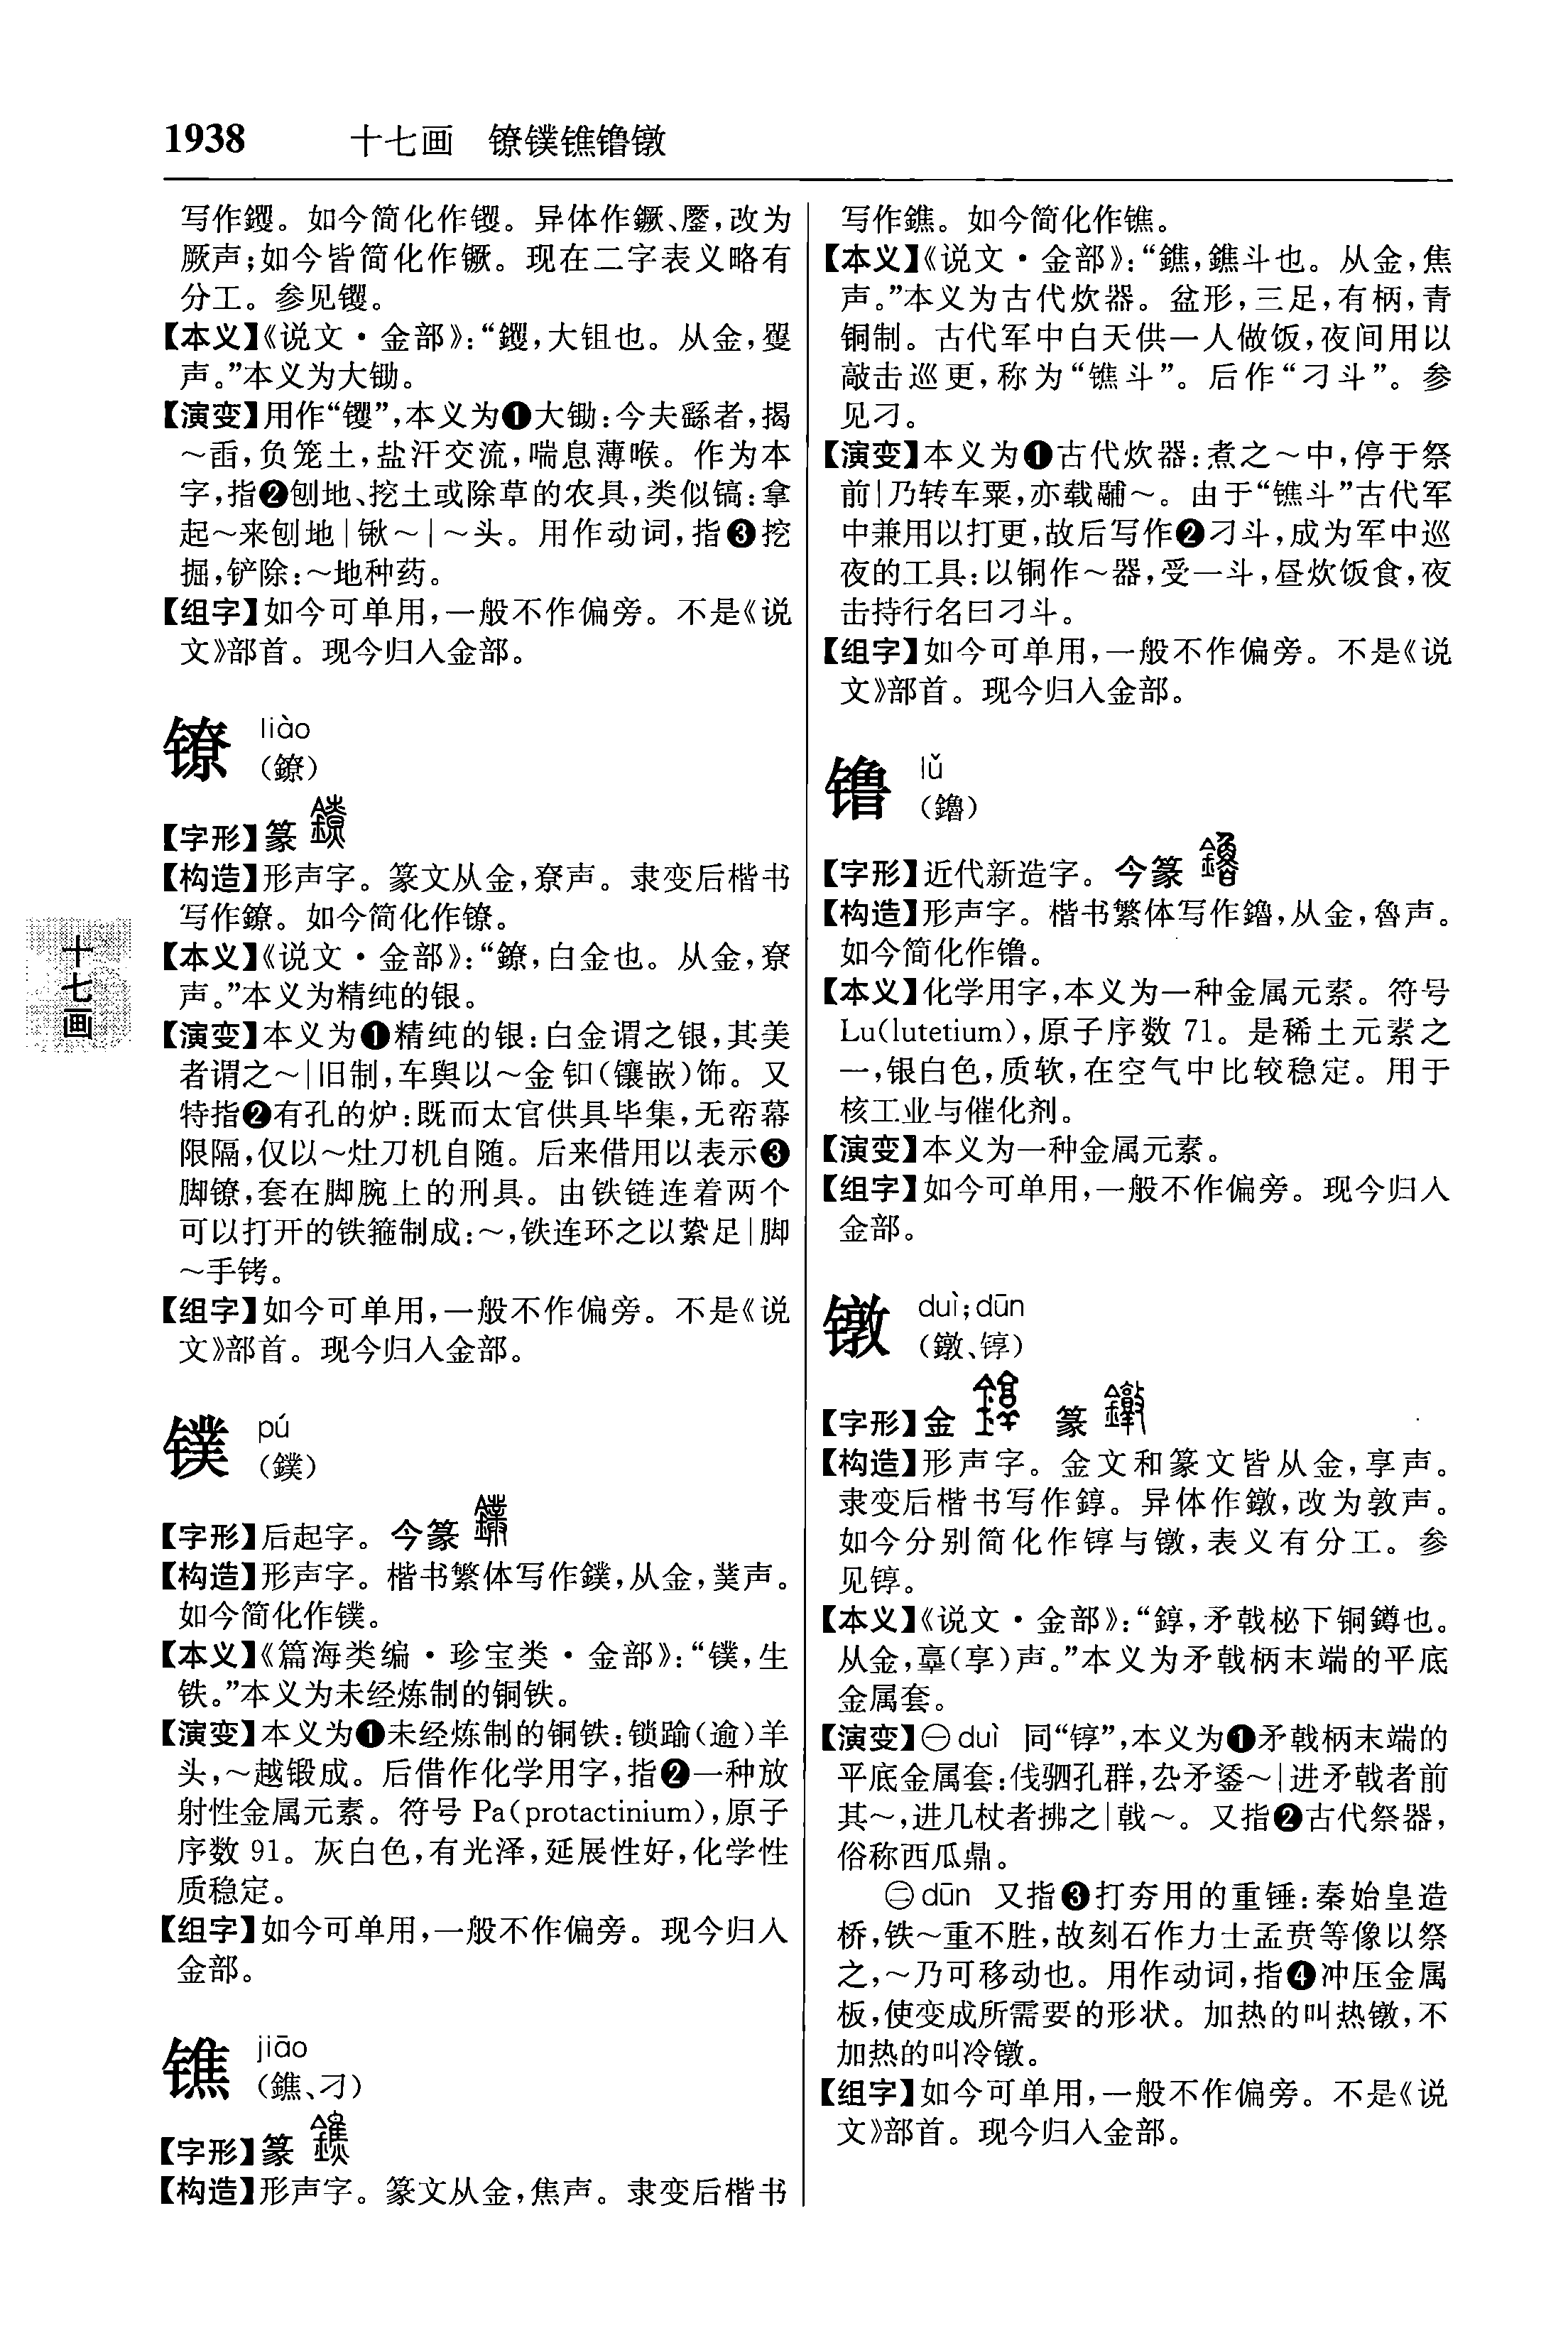 1938 十七画 镣镤镌镥镦
写作钁。如今简化作䦆。异体作鐝、䥕,改为
厥声;如今皆简化作镢。现在二字表义略有
分工。参见䦆。
【本义】《说文·金部》:“钁,大鉏也。从金,矍
声。”本义为大锄。
【演变】用作“䦆”,本义为❶大锄:今夫繇者,揭
～臿,负笼土,盐汗交流,喘息薄喉。作为本
字,指❷刨地、挖土或除草的农具,类似镐:拿
起～来刨地|锹～|～头。用作动词,指❸挖
掘,铲除:～地种药。
【组字】如今可单用,一般不作偏旁。不是《说
文》部首。现今归入金部。
镣 liào
(鐐)
【字形】篆
【构造】形声字。篆文从金,尞声。隶变后楷书
写作鐐。如今简化作镣。
【本义】《说文·金部》:“鐐,白金也。从金,尞
声。”本义为精纯的银。
【演变】本义为❶精纯的银:白金谓之银,其美
者谓之～|旧制,车舆以～金扣(镶嵌)饰。又
特指❷有孔的炉:既而太官供具毕集,无帘幕
限隔,仅以～灶刀机自随。后来借用以表示❸
脚镣,套在脚腕上的刑具。由铁链连着两个
可以打开的铁箍制成:～,铁连环之以絷足|脚
～手铐。
【组字】如今可单用,一般不作偏旁。不是《说
文》部首。现今归入金部。
镤 pú
(鏷)
【字形】后起字。今篆
【构造】形声字。楷书繁体写作鏷,从金,菐声。
如今简化作镤。
【本义】《篇海类编·珍宝类·金部》:“镤,生
铁。”本义为未经炼制的铜铁。
【演变】本义为❶未经炼制的铜铁:锁踰(逾)羊
头,～越锻成。后借作化学用字,指❷一种放
射性金属元素。符号 Pa(protactinium),原子
序数 91。灰白色,有光泽,延展性好,化学性
质稳定。
【组字】如今可单用,一般不作偏旁。现今归入
金部。
𨱓 jiāo
(鐎、刁)
【字形】篆
【构造】形声字。篆文从金,焦声。隶变后楷书
写作鐎。如今简化作𨱓。
【本义】《说文·金部》:“鐎,鐎斗也。从金,焦
声。”本义为古代炊器。盆形,三足,有柄,青
铜制。古代军中白天供一人做饭,夜间用以
敲击巡更,称为“𨱓斗”。后作“刁斗”。参
见刁。
【演变】本义为❶古代炊器:煮之～中,停于祭
前|乃转车粟,亦载鬴～。由于“𨱓斗”古代军
中兼用以打更,故后写作❷刁斗,成为军中巡
夜的工具:以铜作～器,受一斗,昼炊饭食,夜
击持行名曰刁斗。
【组字】如今可单用,一般不作偏旁。不是《说
文》部首。现今归入金部。
镥 lǔ
(鑥)
【字形】近代新造字。今篆
【构造】形声字。楷书繁体写作鑥,从金,魯声。
如今简化作镥。
【本义】化学用字,本义为一种金属元素。符号
Lu(lutetium),原子序数 71。是稀土元素之
一,银白色,质软,在空气中比较稳定。用于
核工业与催化剂。
【演变】本义为一种金属元素。
【组字】如今可单用,一般不作偏旁。现今归入
金部。
镦 duì;dūn
(鐓、錞)
【字形】金 篆
【构造】形声字。金文和篆文皆从金,享声。
隶变后楷书写作錞。异体作鐓,改为敦声。
如今分别简化作𬭚与镦,表义有分工。参
见𬭚。
【本义】《说文·金部》:“錞,矛戟柲下铜鐏也。
从金,𦎫(享)声。”本义为矛戟柄末端的平底
金属套。
【演变】㊀duì 同“𬭚”,本义为❶矛戟柄末端的
平底金属套:伐驷孔群,厹矛鋈～|进矛戟者前
其～,进几杖者拂之|戟～。又指❷古代祭器,
俗称西瓜鼎。
㊁dūn 又指❸打夯用的重锤:秦始皇造
桥,铁～重不胜,故刻石作力士孟贲等像以祭
之,～乃可移动也。用作动词,指❹冲压金属
板,使变成所需要的形状。加热的叫热镦,不
加热的叫冷镦。
【组字】如今可单用,一般不作偏旁。不是《说
文》部首。现今归入金部。
十七画